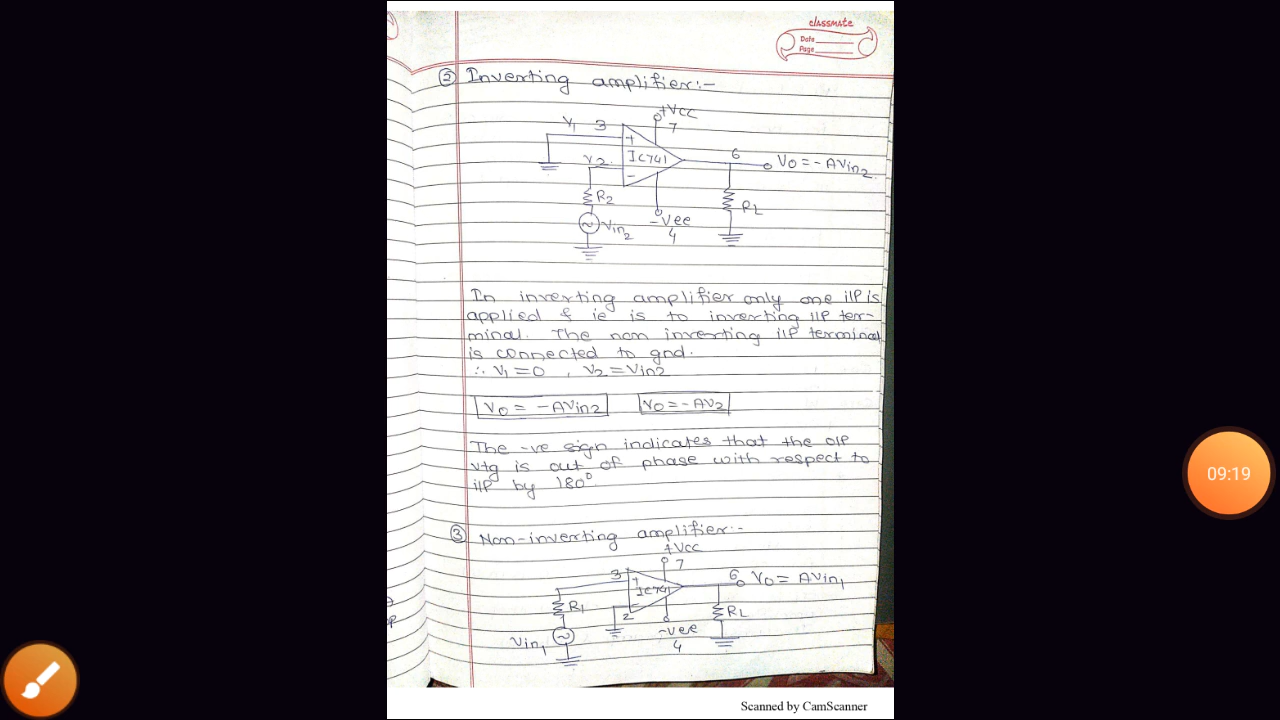 classmate
Date
Page
② Inverting amplifier:-
+Vcc
V1 3 7
+
IC741
6
Vo = -AVin2
V2
-
R2
RL
Vin2
-Vee
4
In inverting amplifier only one i/p is
applied & ie is to inverting i/p ter-
minal. The non inverting i/p terminal
is connected to gnd.
∴ V1 = 0 , V2 = Vin2
Vo = -AVin2 Vo = -AV2
The -ve sign indicates that the o/p
vtg is out of phase with respect to
i/p by 180°
③ Non-inverting amplifier:-
+Vcc
7
3
+
IC741
6
Vo = AVin1
-
R1
2
RL
Vin1
-Vee
4
Scanned by CamScanner
09:19